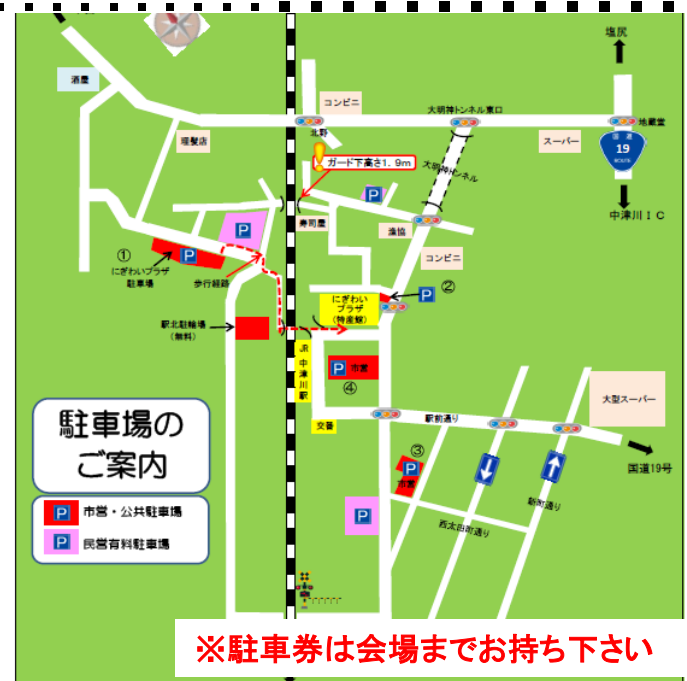 塩尻
酒屋
コンビニ
大明神トンネル東口
北野
地蔵堂
理髪店
スーパー
国道
19
ROUTE
ガード下高さ1.9m
大明神トンネル
P
中津川IC
寿司屋
漁協
P
①
P
にぎわいプラザ
駐車場
歩行経路
コンビニ
②
P
にぎわい
プラザ
(特産館)
駅北駐輪場
(無料)
JR
中津川駅
P 市営
④
大型スーパー
駐車場の
ご案内
交番
駅前通り
国道19号
③
P
市営
新町通り
西太田町通り
P 市営・公共駐車場
P 民営有料駐車場
P
※駐車券は会場までお持ち下さい